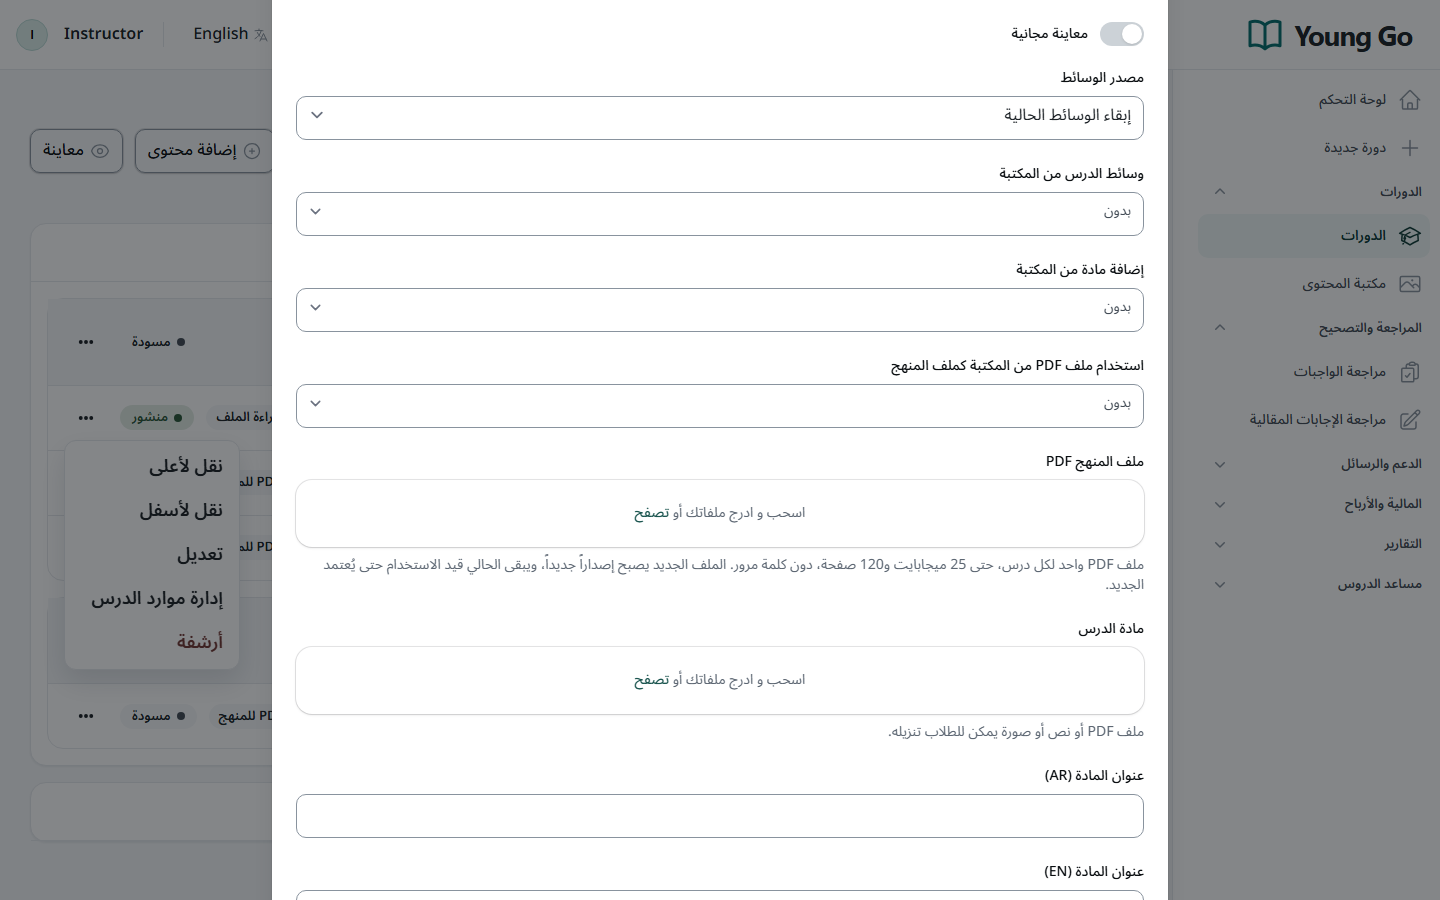 Young Go
English
Instructor
I
لوحة التحكم
دورة جديدة
الدورات
الدورات
مكتبة المحتوى
المراجعة والتصحيح
مراجعة الواجبات
مراجعة الإجابات المقالية
الدعم والرسائل
المالية والأرباح
التقارير
مساعد الدروس
معاينة مجانية
مصدر الوسائط
إبقاء الوسائط الحالية
وسائط الدرس من المكتبة
بدون
إضافة مادة من المكتبة
بدون
استخدام ملف PDF من المكتبة كملف المنهج
بدون
ملف المنهج PDF
اسحب و ادرج ملفاتك أو تصفح
ملف PDF واحد لكل درس، حتى 25 ميجابايت و120 صفحة، دون كلمة مرور. الملف الجديد يصبح إصداراً جديداً، ويبقى الحالي قيد الاستخدام حتى يُعتمد
الجديد.
مادة الدرس
اسحب و ادرج ملفاتك أو تصفح
ملف PDF أو نص أو صورة يمكن للطلاب تنزيله.
عنوان المادة (AR)
عنوان المادة (EN)
إضافة محتوى
معاينة
مسودة
الملف
منشور
نقل لأعلى
نقل لأسفل
تعديل
إدارة موارد الدرس
أرشفة
للمنهج
مسودة